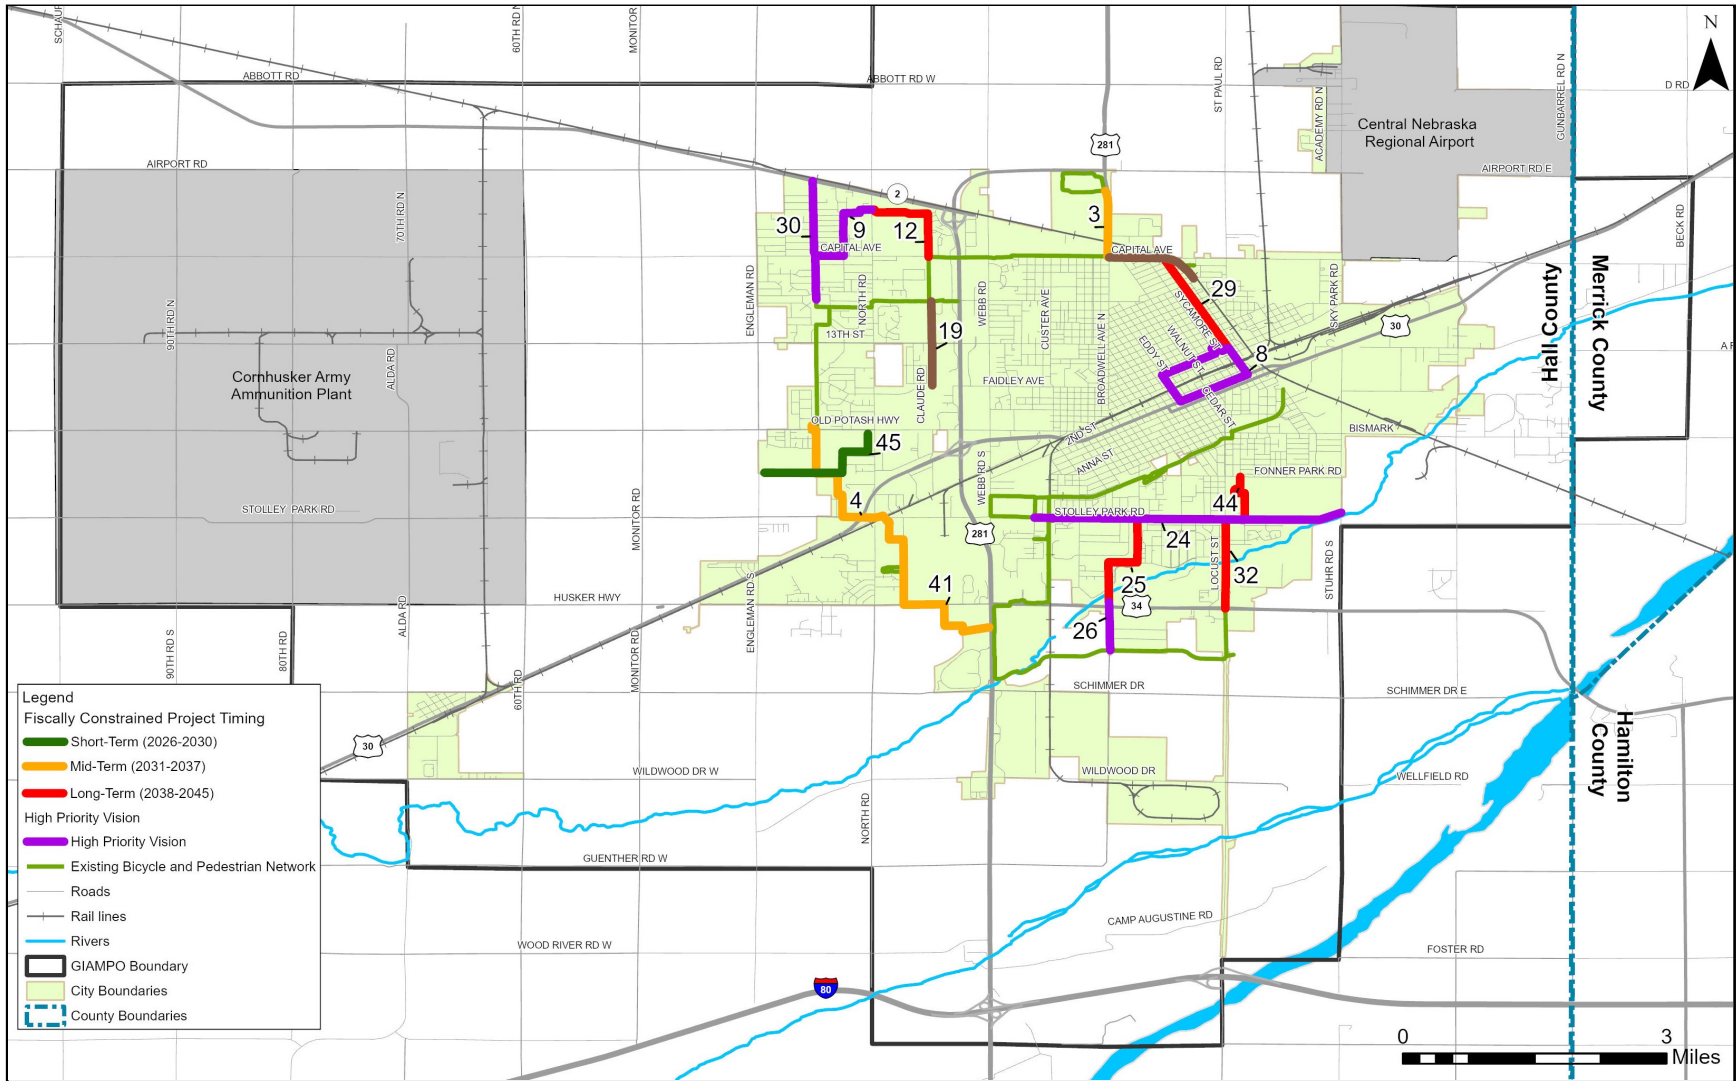 SCHAUP
60TH RD N
MONITOR
N
ABBOTT RD
ABBOTT RD W
ST PAUL RD
ACADEMY RD N
GUNBARREL RD N
D RD
281
Central Nebraska
Regional Airport
AIRPORT RD
AIRPORT RD E
2
70TH RD N
30
9
12
3
CAPITAL AVE
CAPITAL AVE
BECK RD
ENGLEMAN RD
NORTH RD
WEBB RD
CUSTER AVE
BROADWELL AVE N
SKY PARK RD
29
SYCAMORE ST
WALNUT ST
EDDY ST
CEDAR ST
8
30
Hall County
Merrick County
90TH RD N
13TH ST
19
ALDA RD
Cornhusker Army
Ammunition Plant
CLAUDE RD
FAIDLEY AVE
OLD POTASH HWY
45
2ND ST
ANNA ST
BISMARK
FONNER PARK RD
WEBB RD S
4
44
STOLLEY PARK RD
STOLLEY PARK RD
MONITOR RD
281
24
LOCUST ST
32
STUHR RD S
25
41
34
26
HUSKER HWY
ENGLEMAN RD S
ALDA RD
90TH RD S
80TH RD
60TH RD
MONITOR RD
SCHIMMER DR
SCHIMMER DR E
Hamilton
County
30
WILDWOOD DR W
WILDWOOD DR
WELLFIELD RD
NORTH RD
GUENTHER RD W
CAMP AUGUSTINE RD
WOOD RIVER RD W
FOSTER RD
80
Legend
Fiscally Constrained Project Timing
Short-Term (2026-2030)
Mid-Term (2031-2037)
Long-Term (2038-2045)
High Priority Vision
High Priority Vision
Existing Bicycle and Pedestrian Network
Roads
Rail lines
Rivers
GIAMPO Boundary
City Boundaries
County Boundaries
0
3
Miles